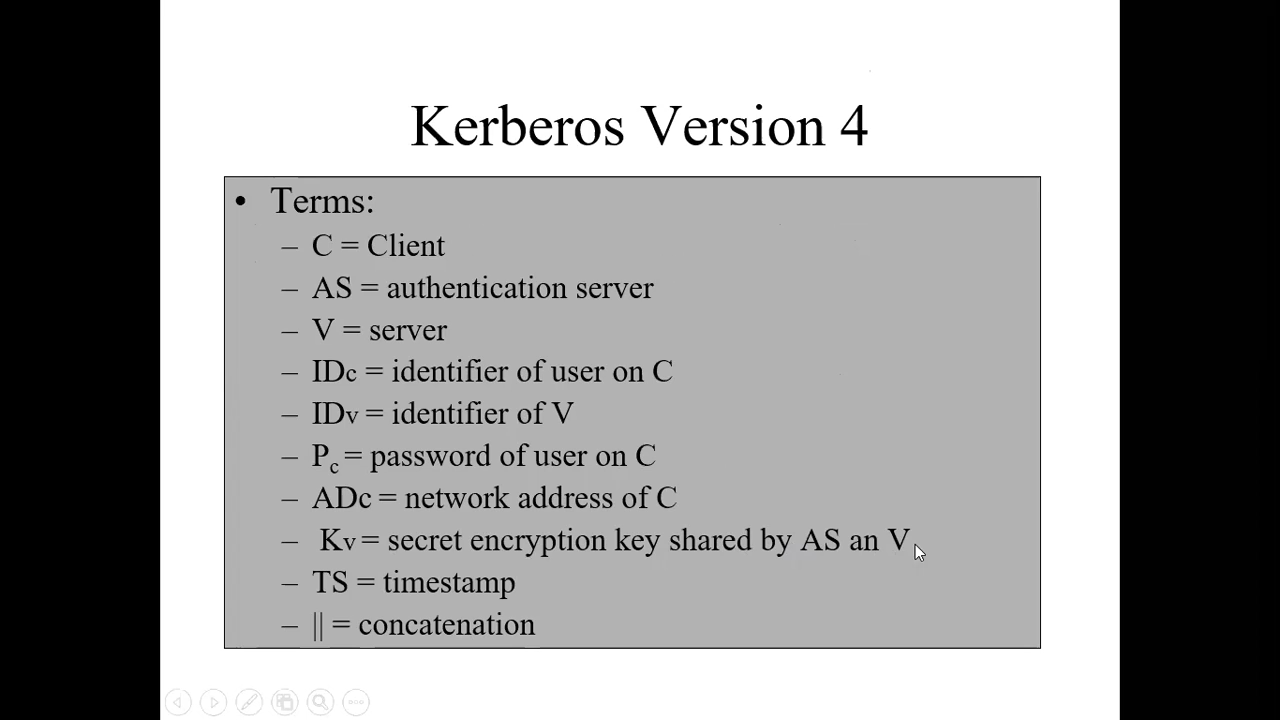 Kerberos Version 4
• Terms:
– C = Client
– AS = authentication server
– V = server
– IDc = identifier of user on C
– IDv = identifier of V
– Pc = password of user on C
– ADc = network address of C
– Kv = secret encryption key shared by AS an V
– TS = timestamp
– || = concatenation